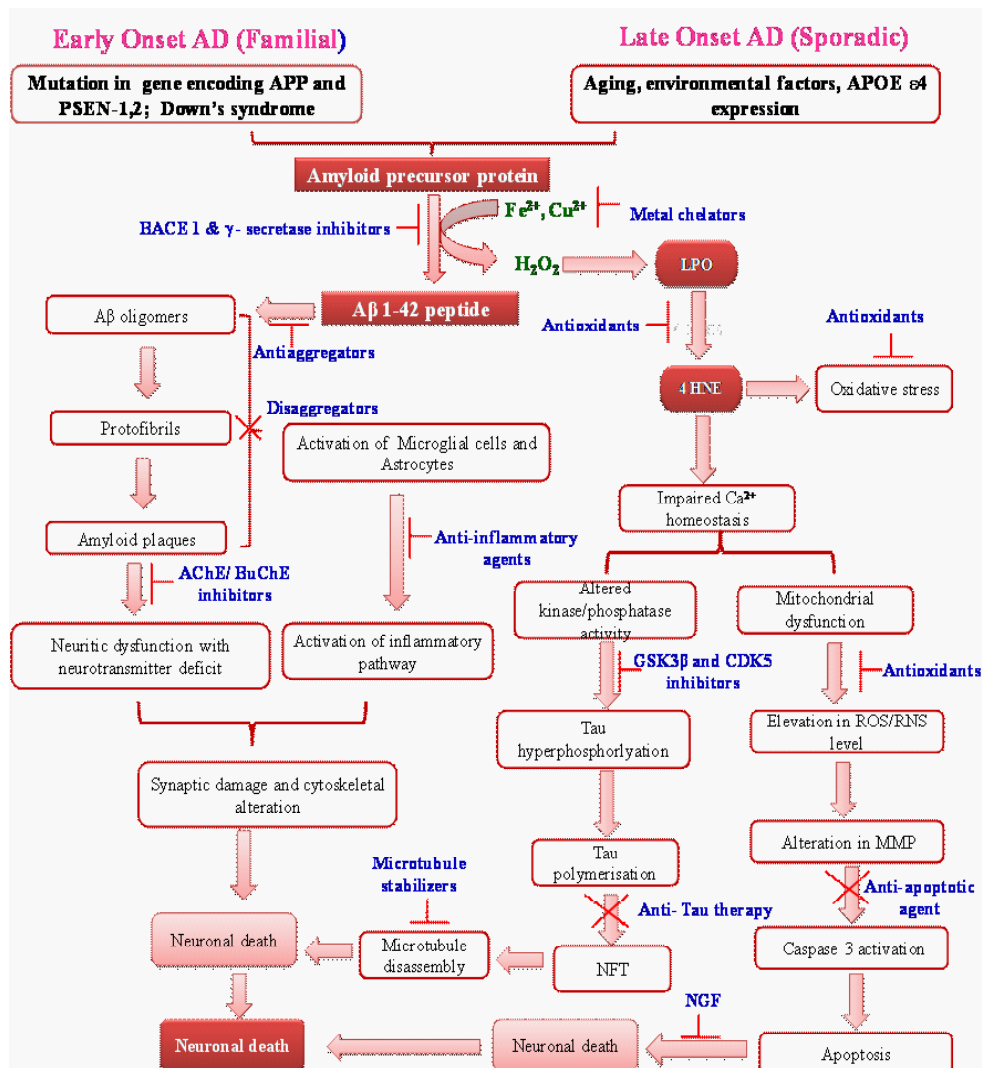 Early Onset AD (Familial)
Late Onset AD (Sporadic)
Mutation in gene encoding APP and
PSEN-1,2; Down's syndrome
Aging, environmental factors, APOE ε4
expression
Amyloid precursor protein
Fe²⁺, Cu²⁺
Metal chelators
BACE 1 & γ- secretase inhibitors
H₂O₂
LPO
Aβ 1-42 peptide
Aβ oligomers
Antioxidants
Antioxidants
Antiaggregators
4 HNE
Oxidative stress
Disaggregators
Protofibrils
Activation of Microglial cells and
Astrocytes
Impaired Ca²⁺
homeostasis
Amyloid plaques
Anti-inflammatory
agents
AChE/ BuChE
inhibitors
Altered
kinase/phosphatase
activity
Mitochondrial
dysfunction
Neuritic dysfunction with
neurotransmitter deficit
Activation of inflammatory
pathway
GSK3β and CDK5
inhibitors
Antioxidants
Tau
hyperphosphorlyation
Elevation in ROS/RNS
level
Synaptic damage and cytoskeletal
alteration
Tau
polymerisation
Alteration in MMP
Microtubule
stabilizers
Anti- Tau therapy
Anti-apoptotic
agent
Neuronal death
Microtubule
disassembly
NFT
Caspase 3 activation
NGF
Neuronal death
Neuronal death
Apoptosis